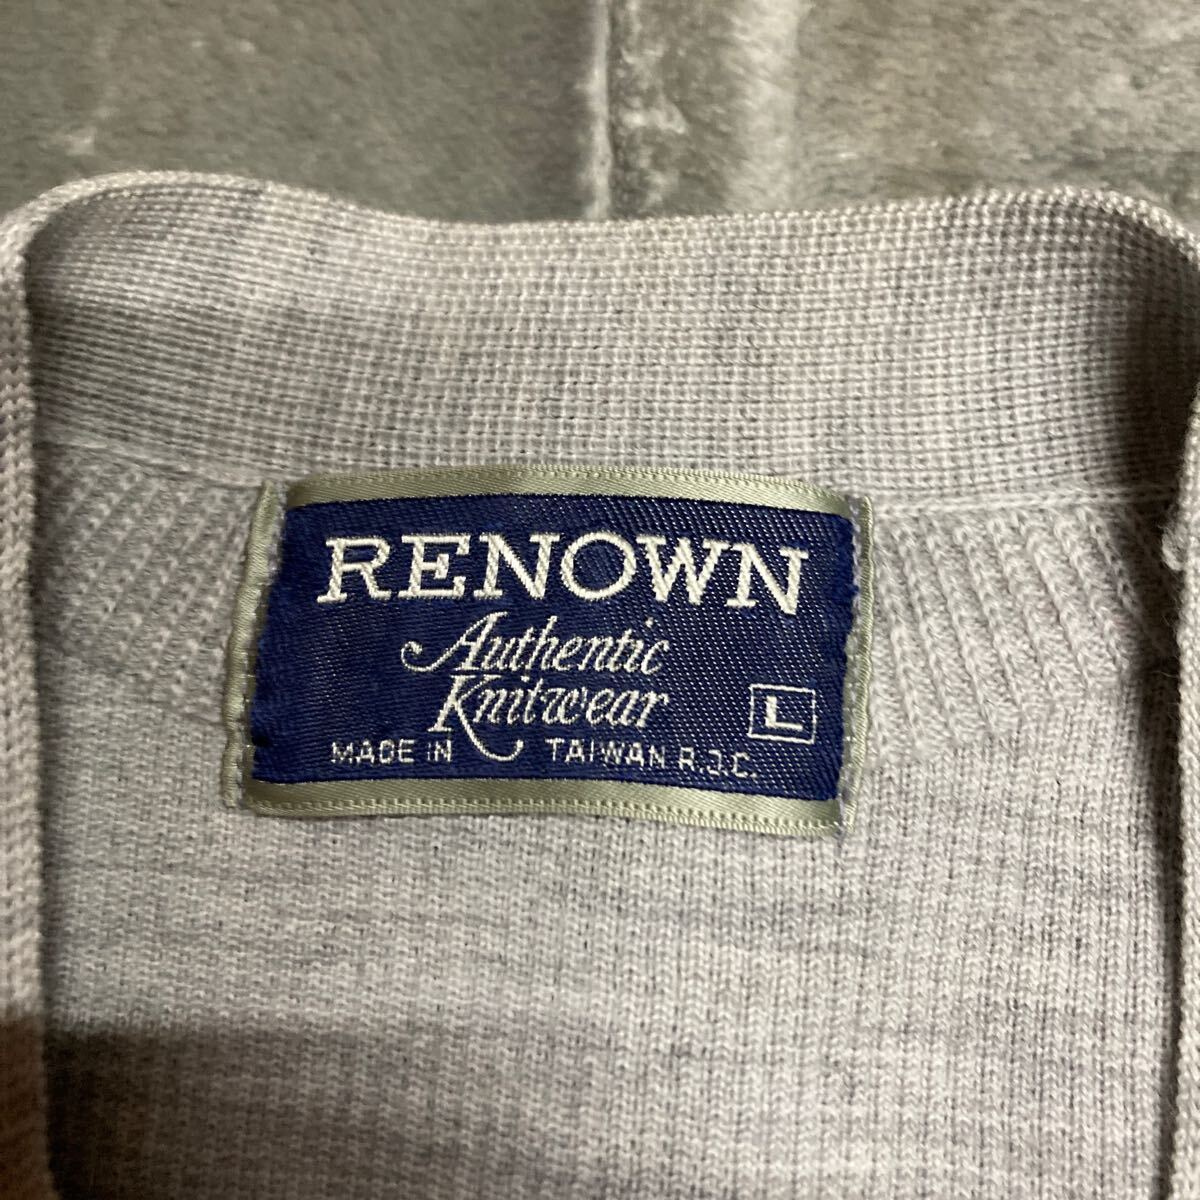 RENOWN
Authentic
Knitwear
L
MADE IN TAIWAN R.O.C.